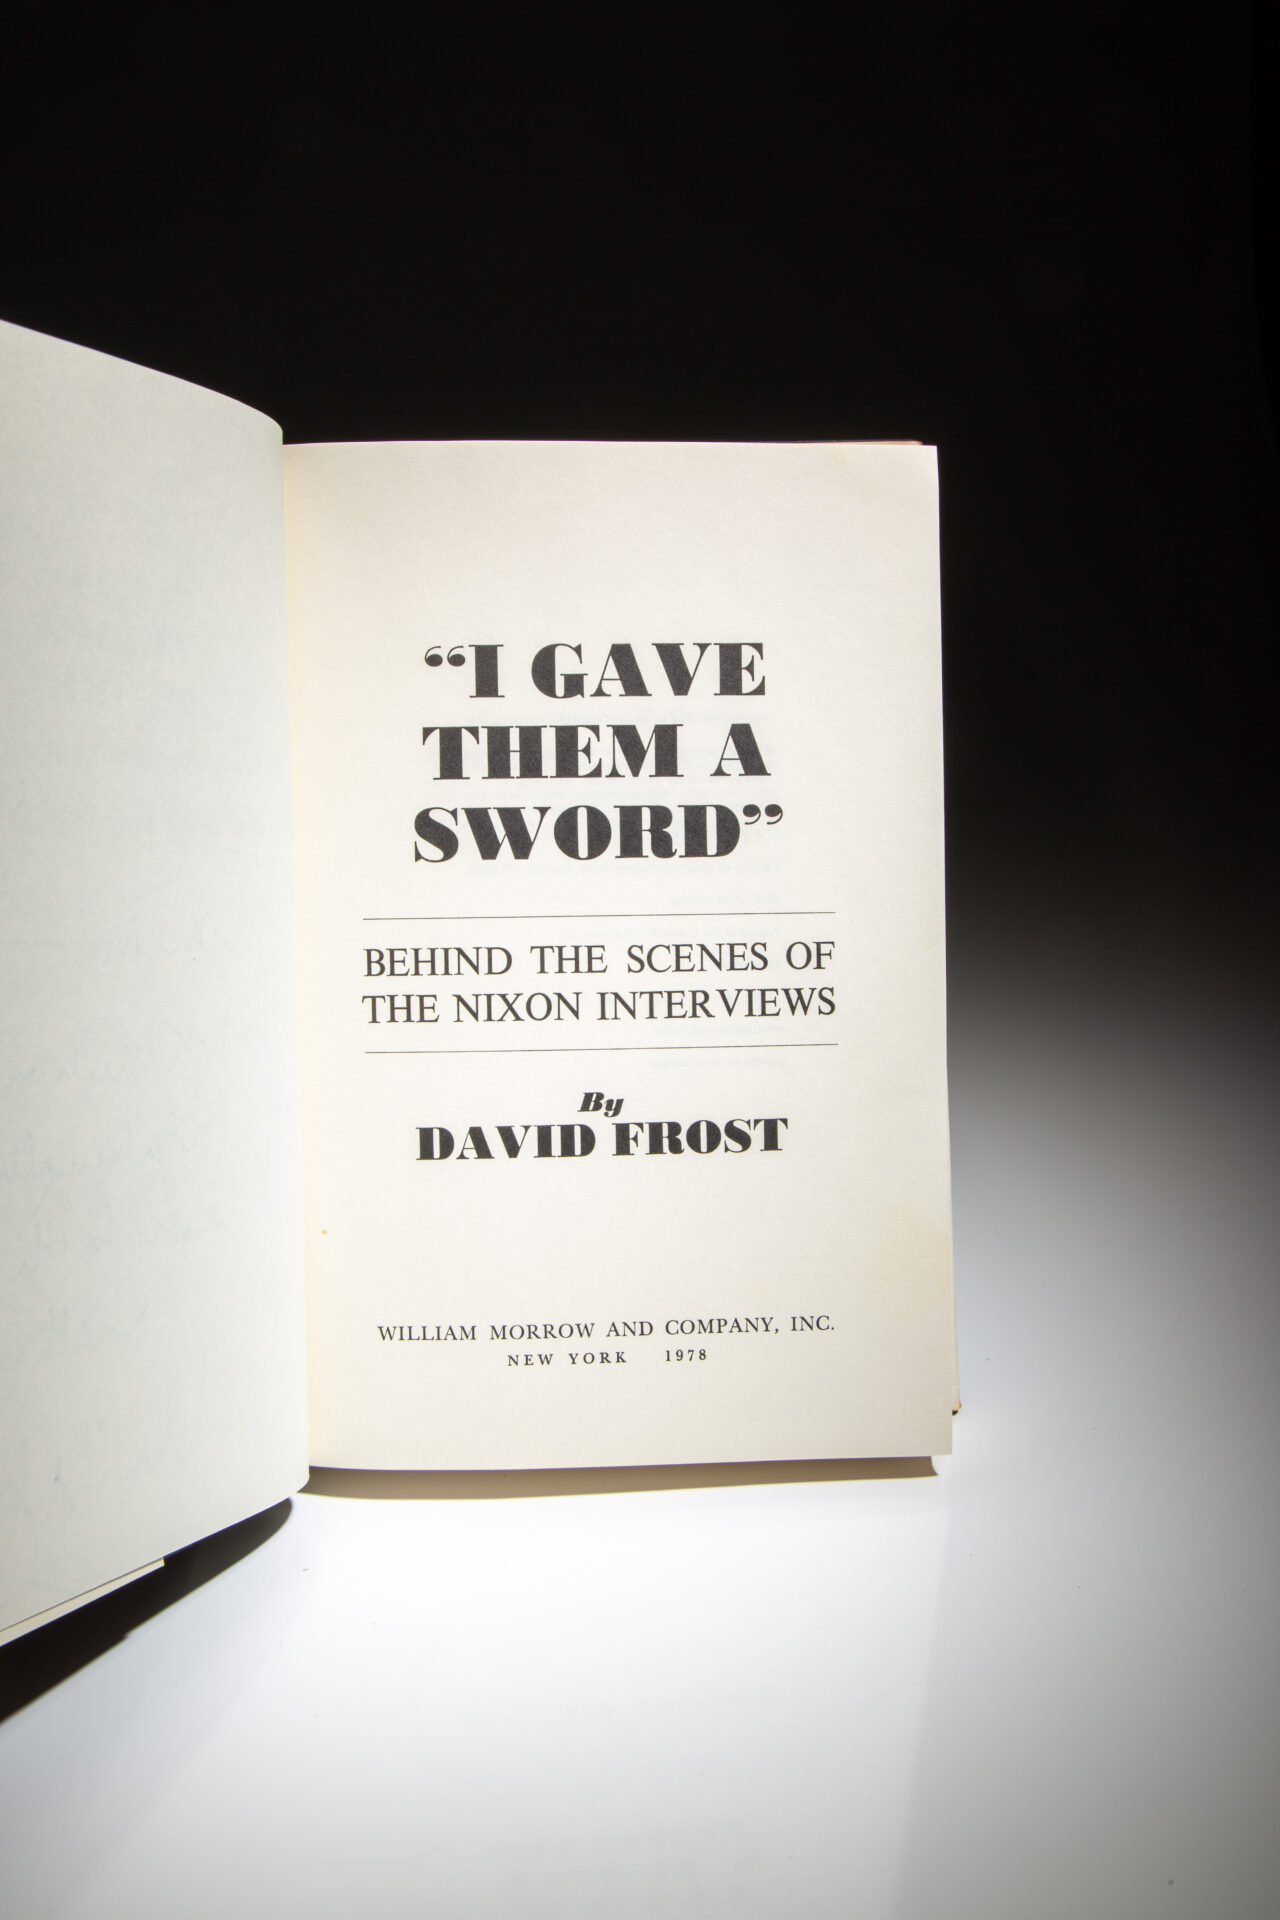 “I GAVE
THEM A
SWORD”
BEHIND THE SCENES OF
THE NIXON INTERVIEWS
By
DAVID FROST
WILLIAM MORROW AND COMPANY, INC.
NEW YORK 1978